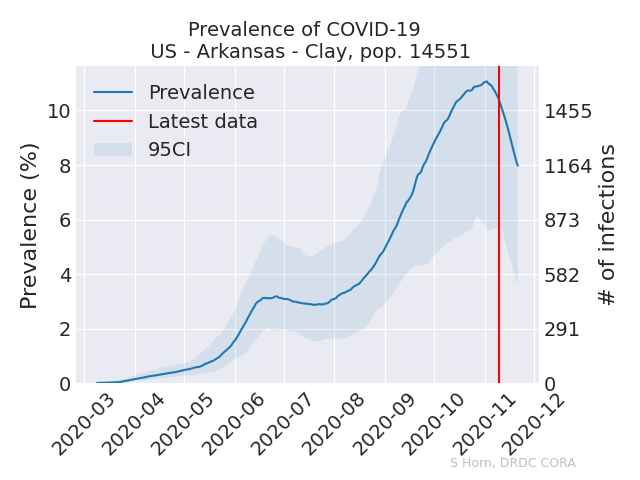 Prevalence of COVID-19
US - Arkansas - Clay, pop. 14551
Prevalence
Latest data
95CI
Prevalence (%)
10
8
6
4
2
0
1455
1164
873
582
291
0
# of infections
2020-03
2020-04
2020-05
2020-06
2020-07
2020-08
2020-09
2020-10
2020-11
2020-12
S Horn, DRDC CORA